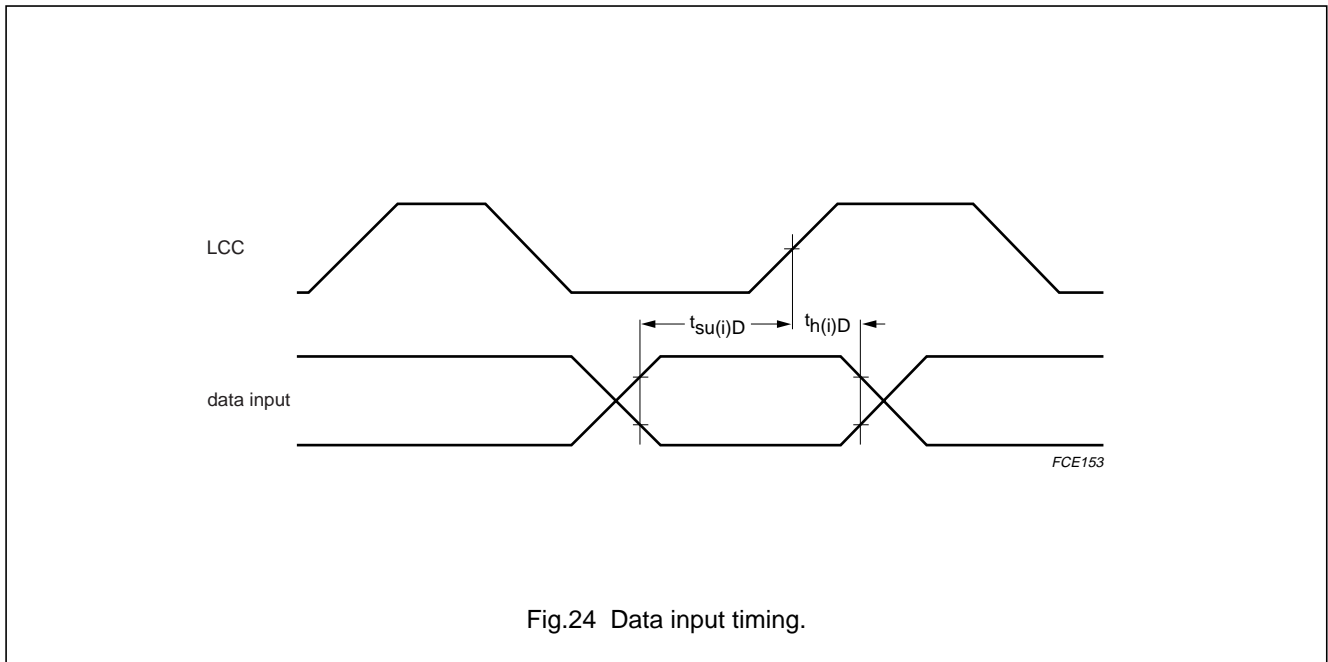 LCC
tsu(i)D
th(i)D
data input
FCE153
Fig.24 Data input timing.